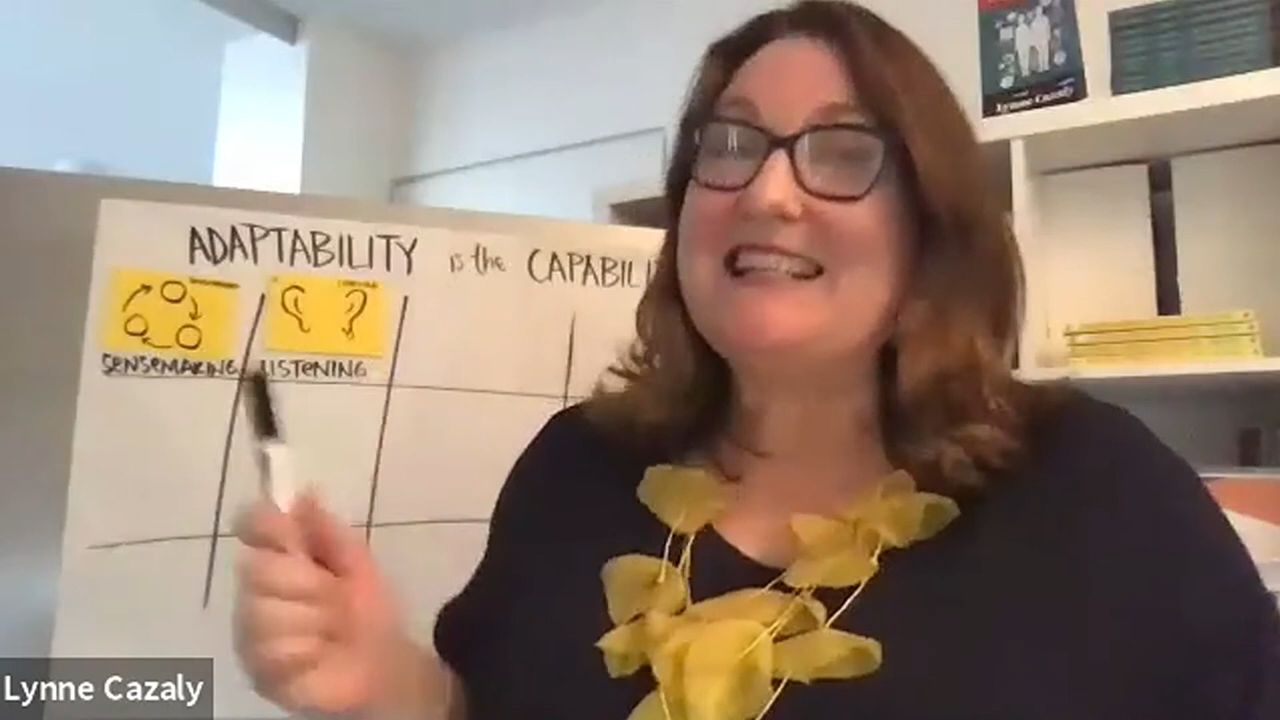 Lynne Cazaly
ADAPTABILITY is the CAPABILI
SENSEMAKING
LISTENING
Lynne Cazaly